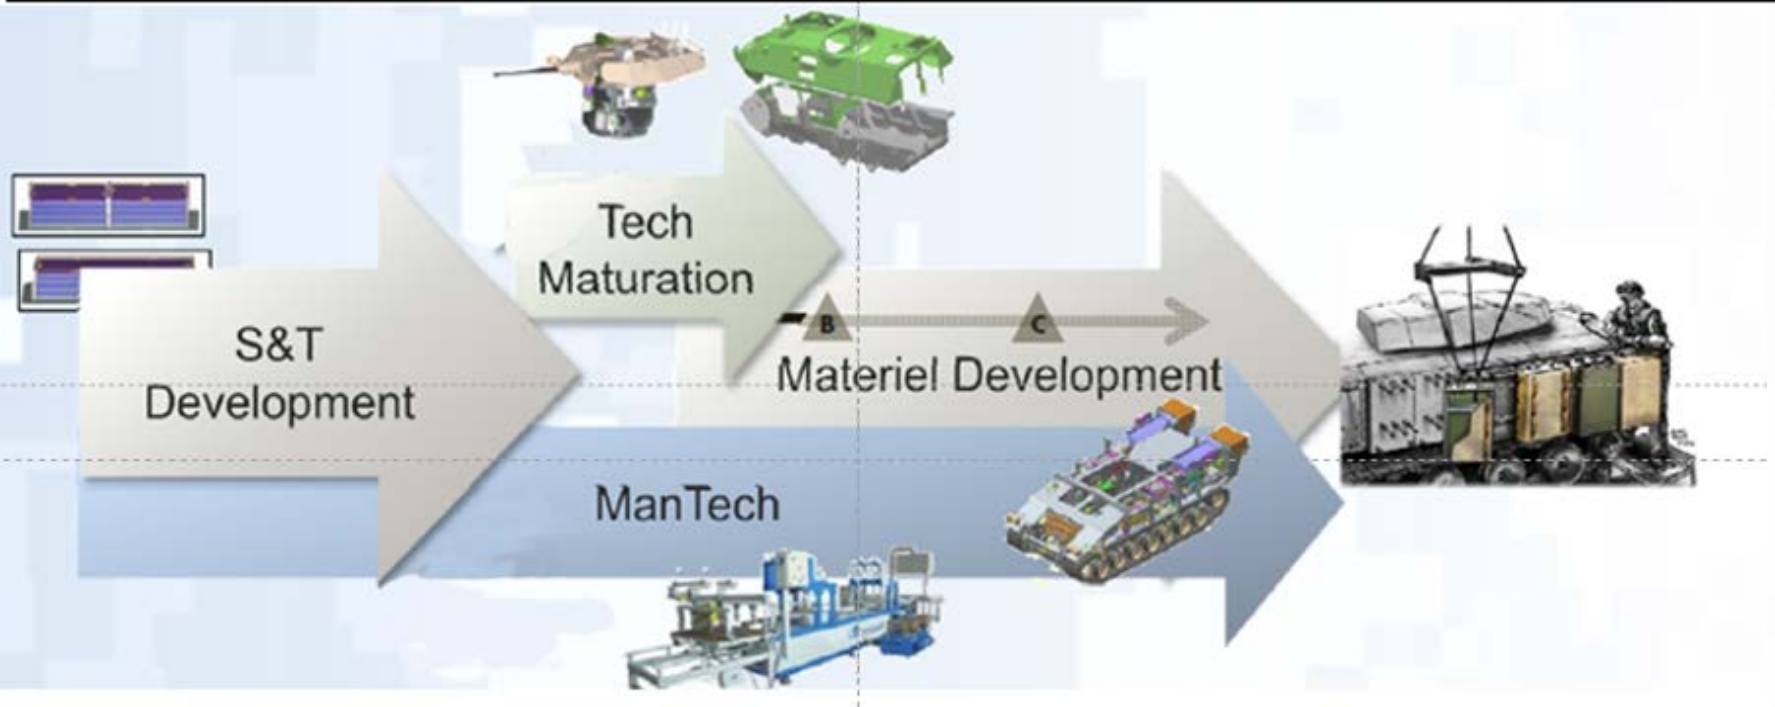 Tech
Maturation
S&T
Development
B
C
Materiel Development
ManTech